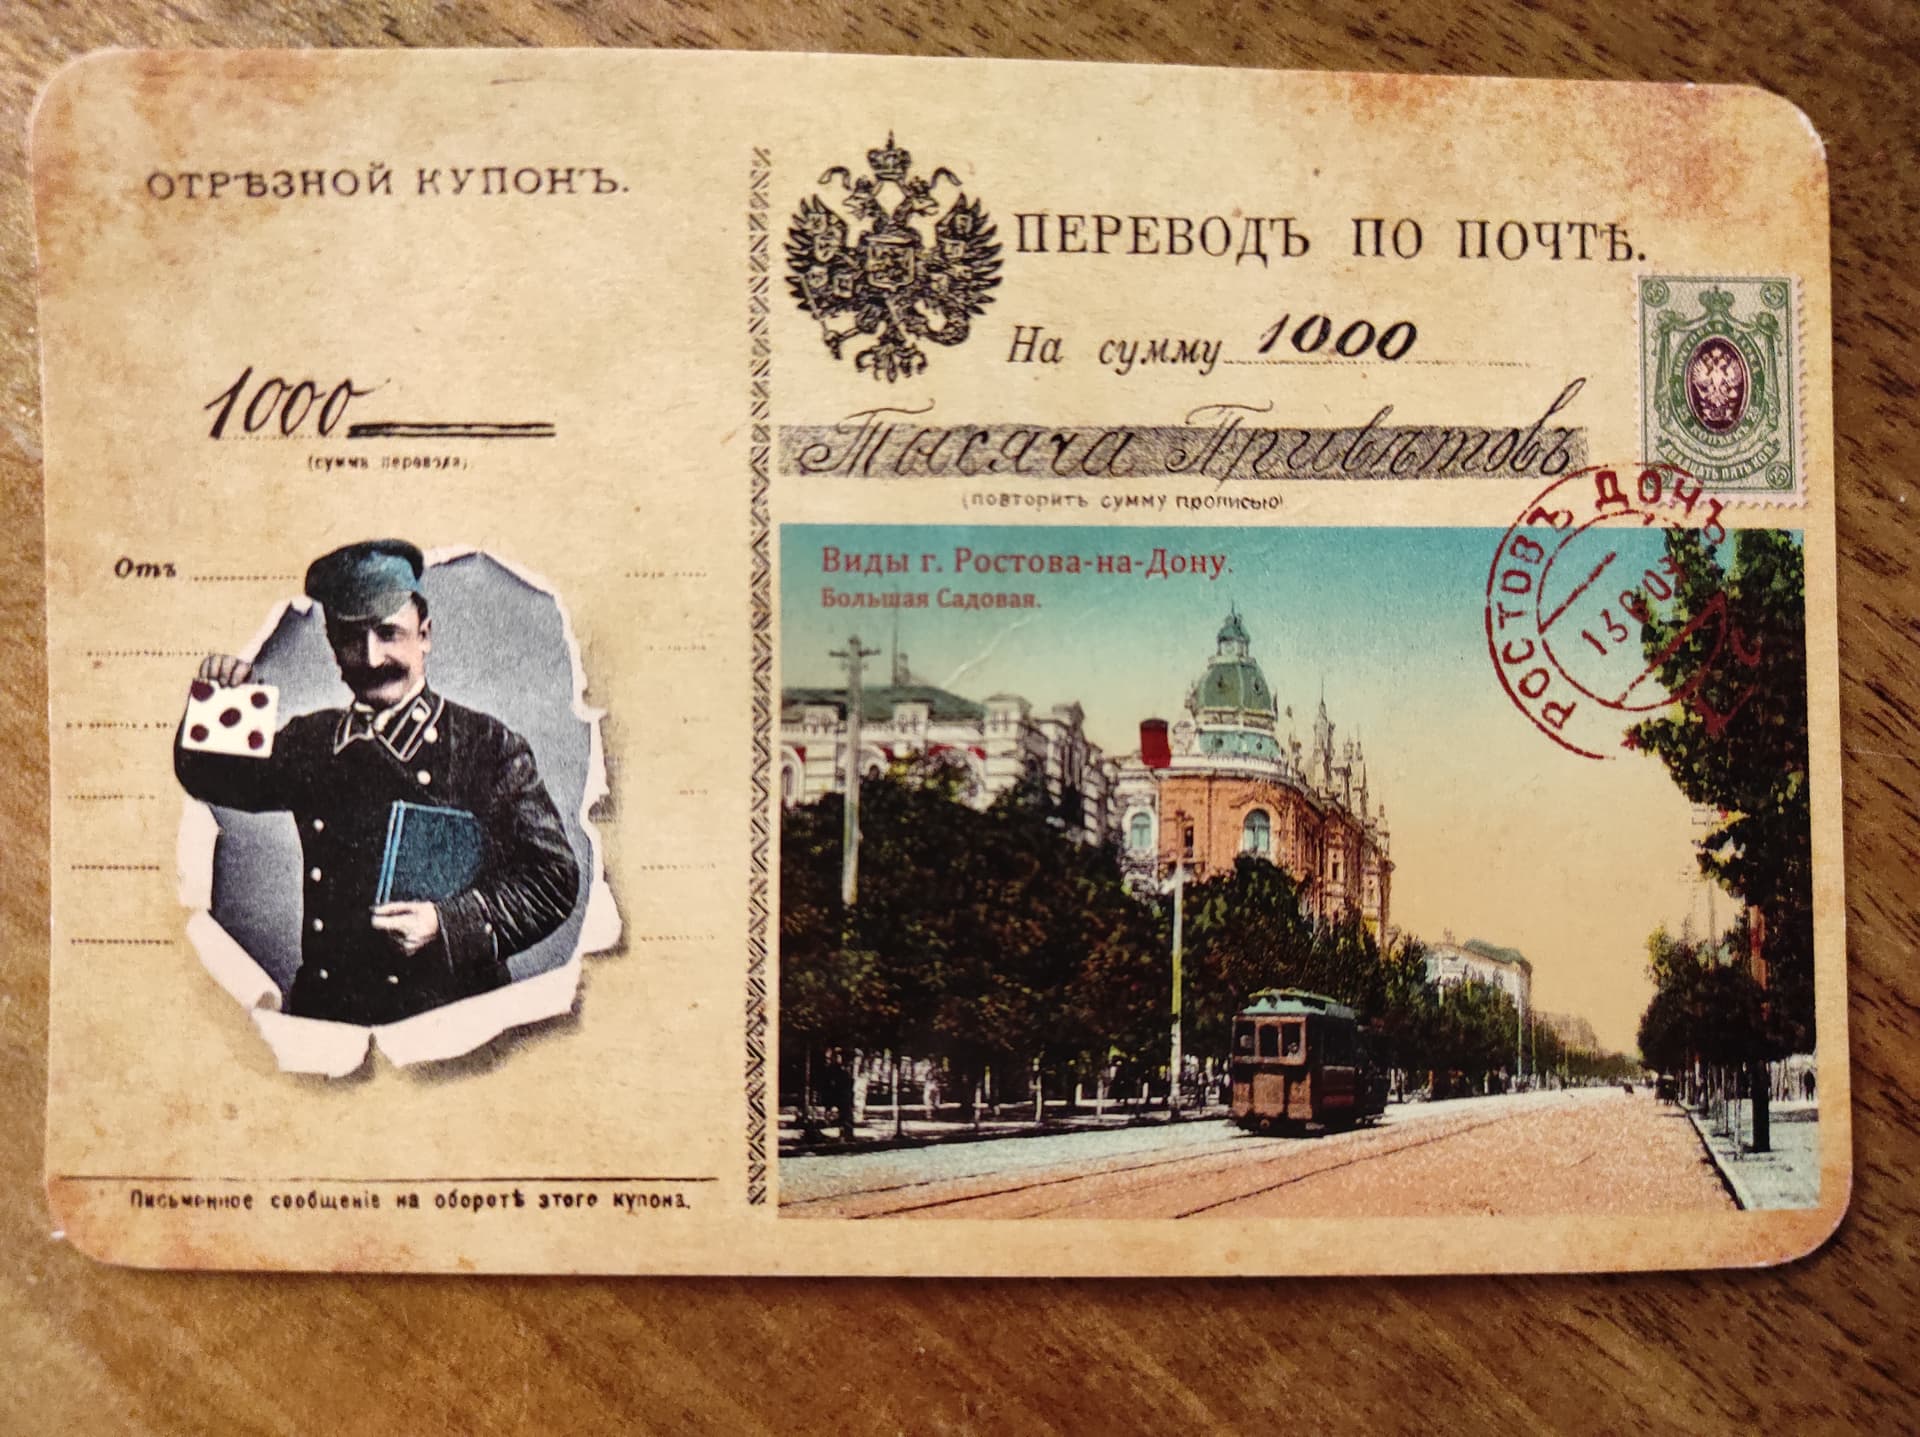 ОТРѢЗНОЙ КУПОНЪ.
1000
(сумма перевода)
Отъ
Письменное сообщеніе на оборотѣ этого купона.
ПЕРЕВОДЪ ПО ПОЧТѢ.
На сумму 1000
Тысяча Привѣтовъ
(повторить сумму прописью)
Виды г. Ростова-на-Дону.
Большая Садовая.
РОСТОВЪ ДОНЪ